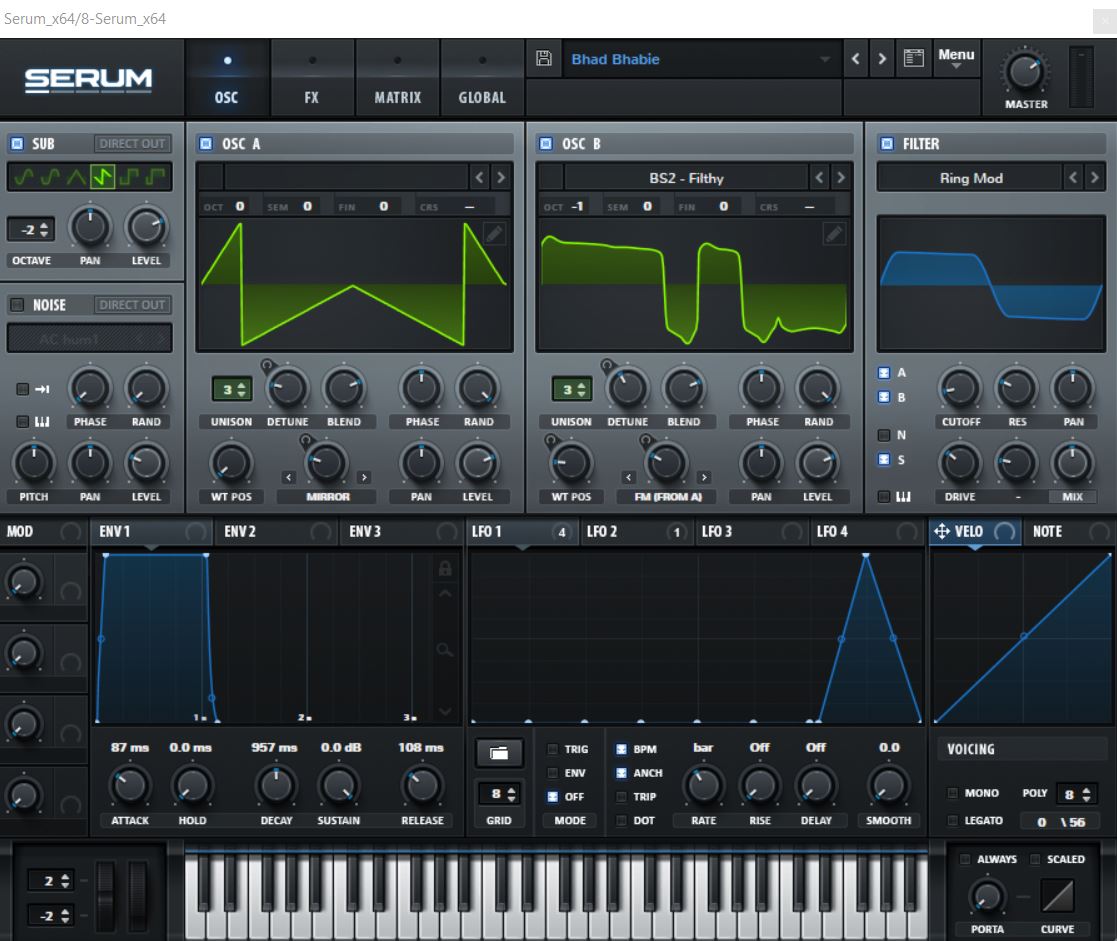 Serum_x64/8-Serum_x64
SERUM
OSC FX MATRIX GLOBAL
Bhad Bhabie
Menu
MASTER
SUB DIRECT OUT
-2
OCTAVE PAN LEVEL
NOISE DIRECT OUT
AC hum1
PHASE RAND
PITCH PAN LEVEL
OSC A
OCT 0 SEM 0 FIN 0 CRS --
3
UNISON DETUNE BLEND PHASE RAND
WT POS < MIRROR > PAN LEVEL
OSC B
BS2 - Filthy
OCT -1 SEM 0 FIN 0 CRS --
3
UNISON DETUNE BLEND PHASE RAND
WT POS < FM (FROM A) > PAN LEVEL
FILTER
Ring Mod
A
B
N
S
CUTOFF RES PAN
DRIVE - MIX
MOD ENV 1 ENV 2 ENV 3
1 2 3
87 ms 0.0 ms 957 ms 0.0 dB 108 ms
ATTACK HOLD DECAY SUSTAIN RELEASE
LFO 1 4 LFO 2 1 LFO 3 LFO 4
TRIG
ENV
OFF
MODE
8
GRID
BPM
ANCH
TRIP
DOT
bar Off Off 0.0
RATE RISE DELAY SMOOTH
VELO NOTE
VOICING
MONO POLY 8
LEGATO 0 \ 56
2
-2
ALWAYS SCALED
PORTA CURVE